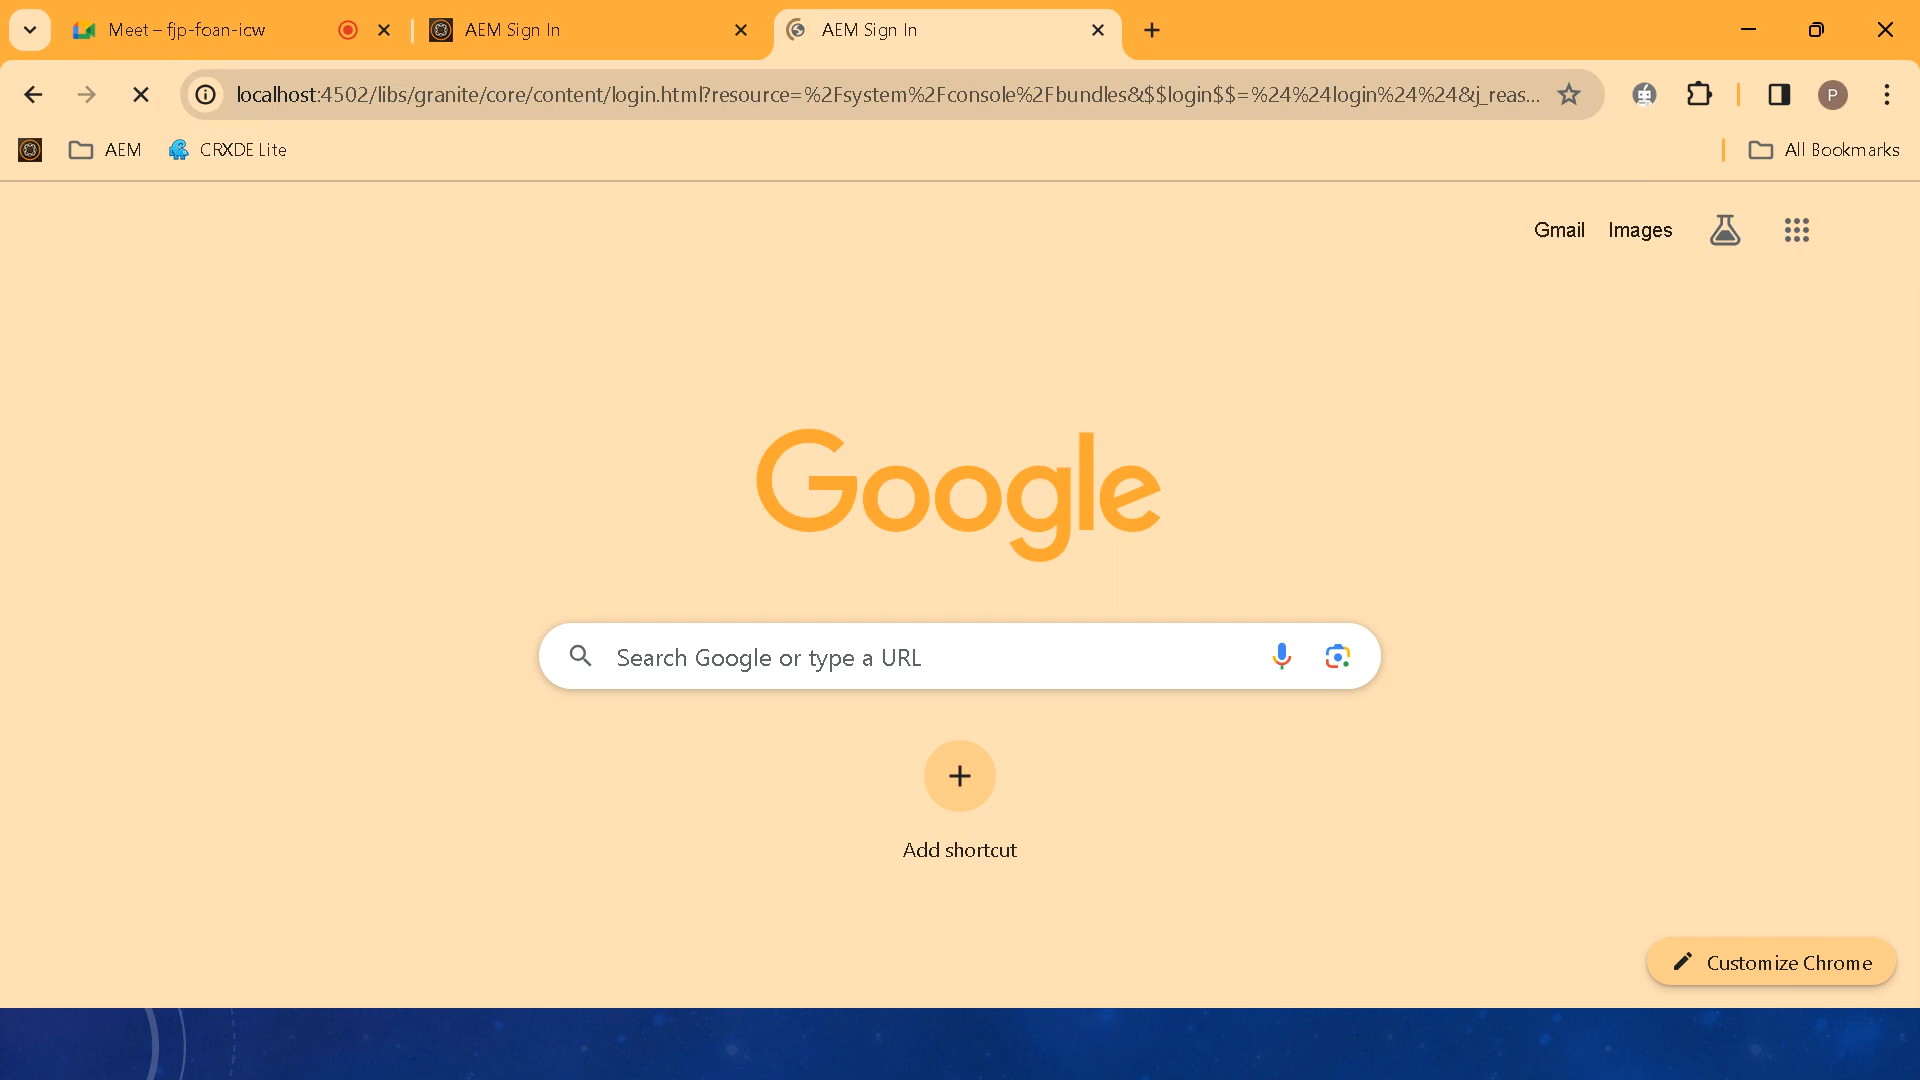 Meet – fjp-foan-icw
AEM Sign In
AEM Sign In
localhost:4502/libs/granite/core/content/login.html?resource=%2Fsystem%2Fconsole%2Fbundles&$$login$$=%24%24login%24%24&j_reas...
P
AEM
CRXDE Lite
All Bookmarks
Gmail
Images
Google
Search Google or type a URL
Add shortcut
Customize Chrome